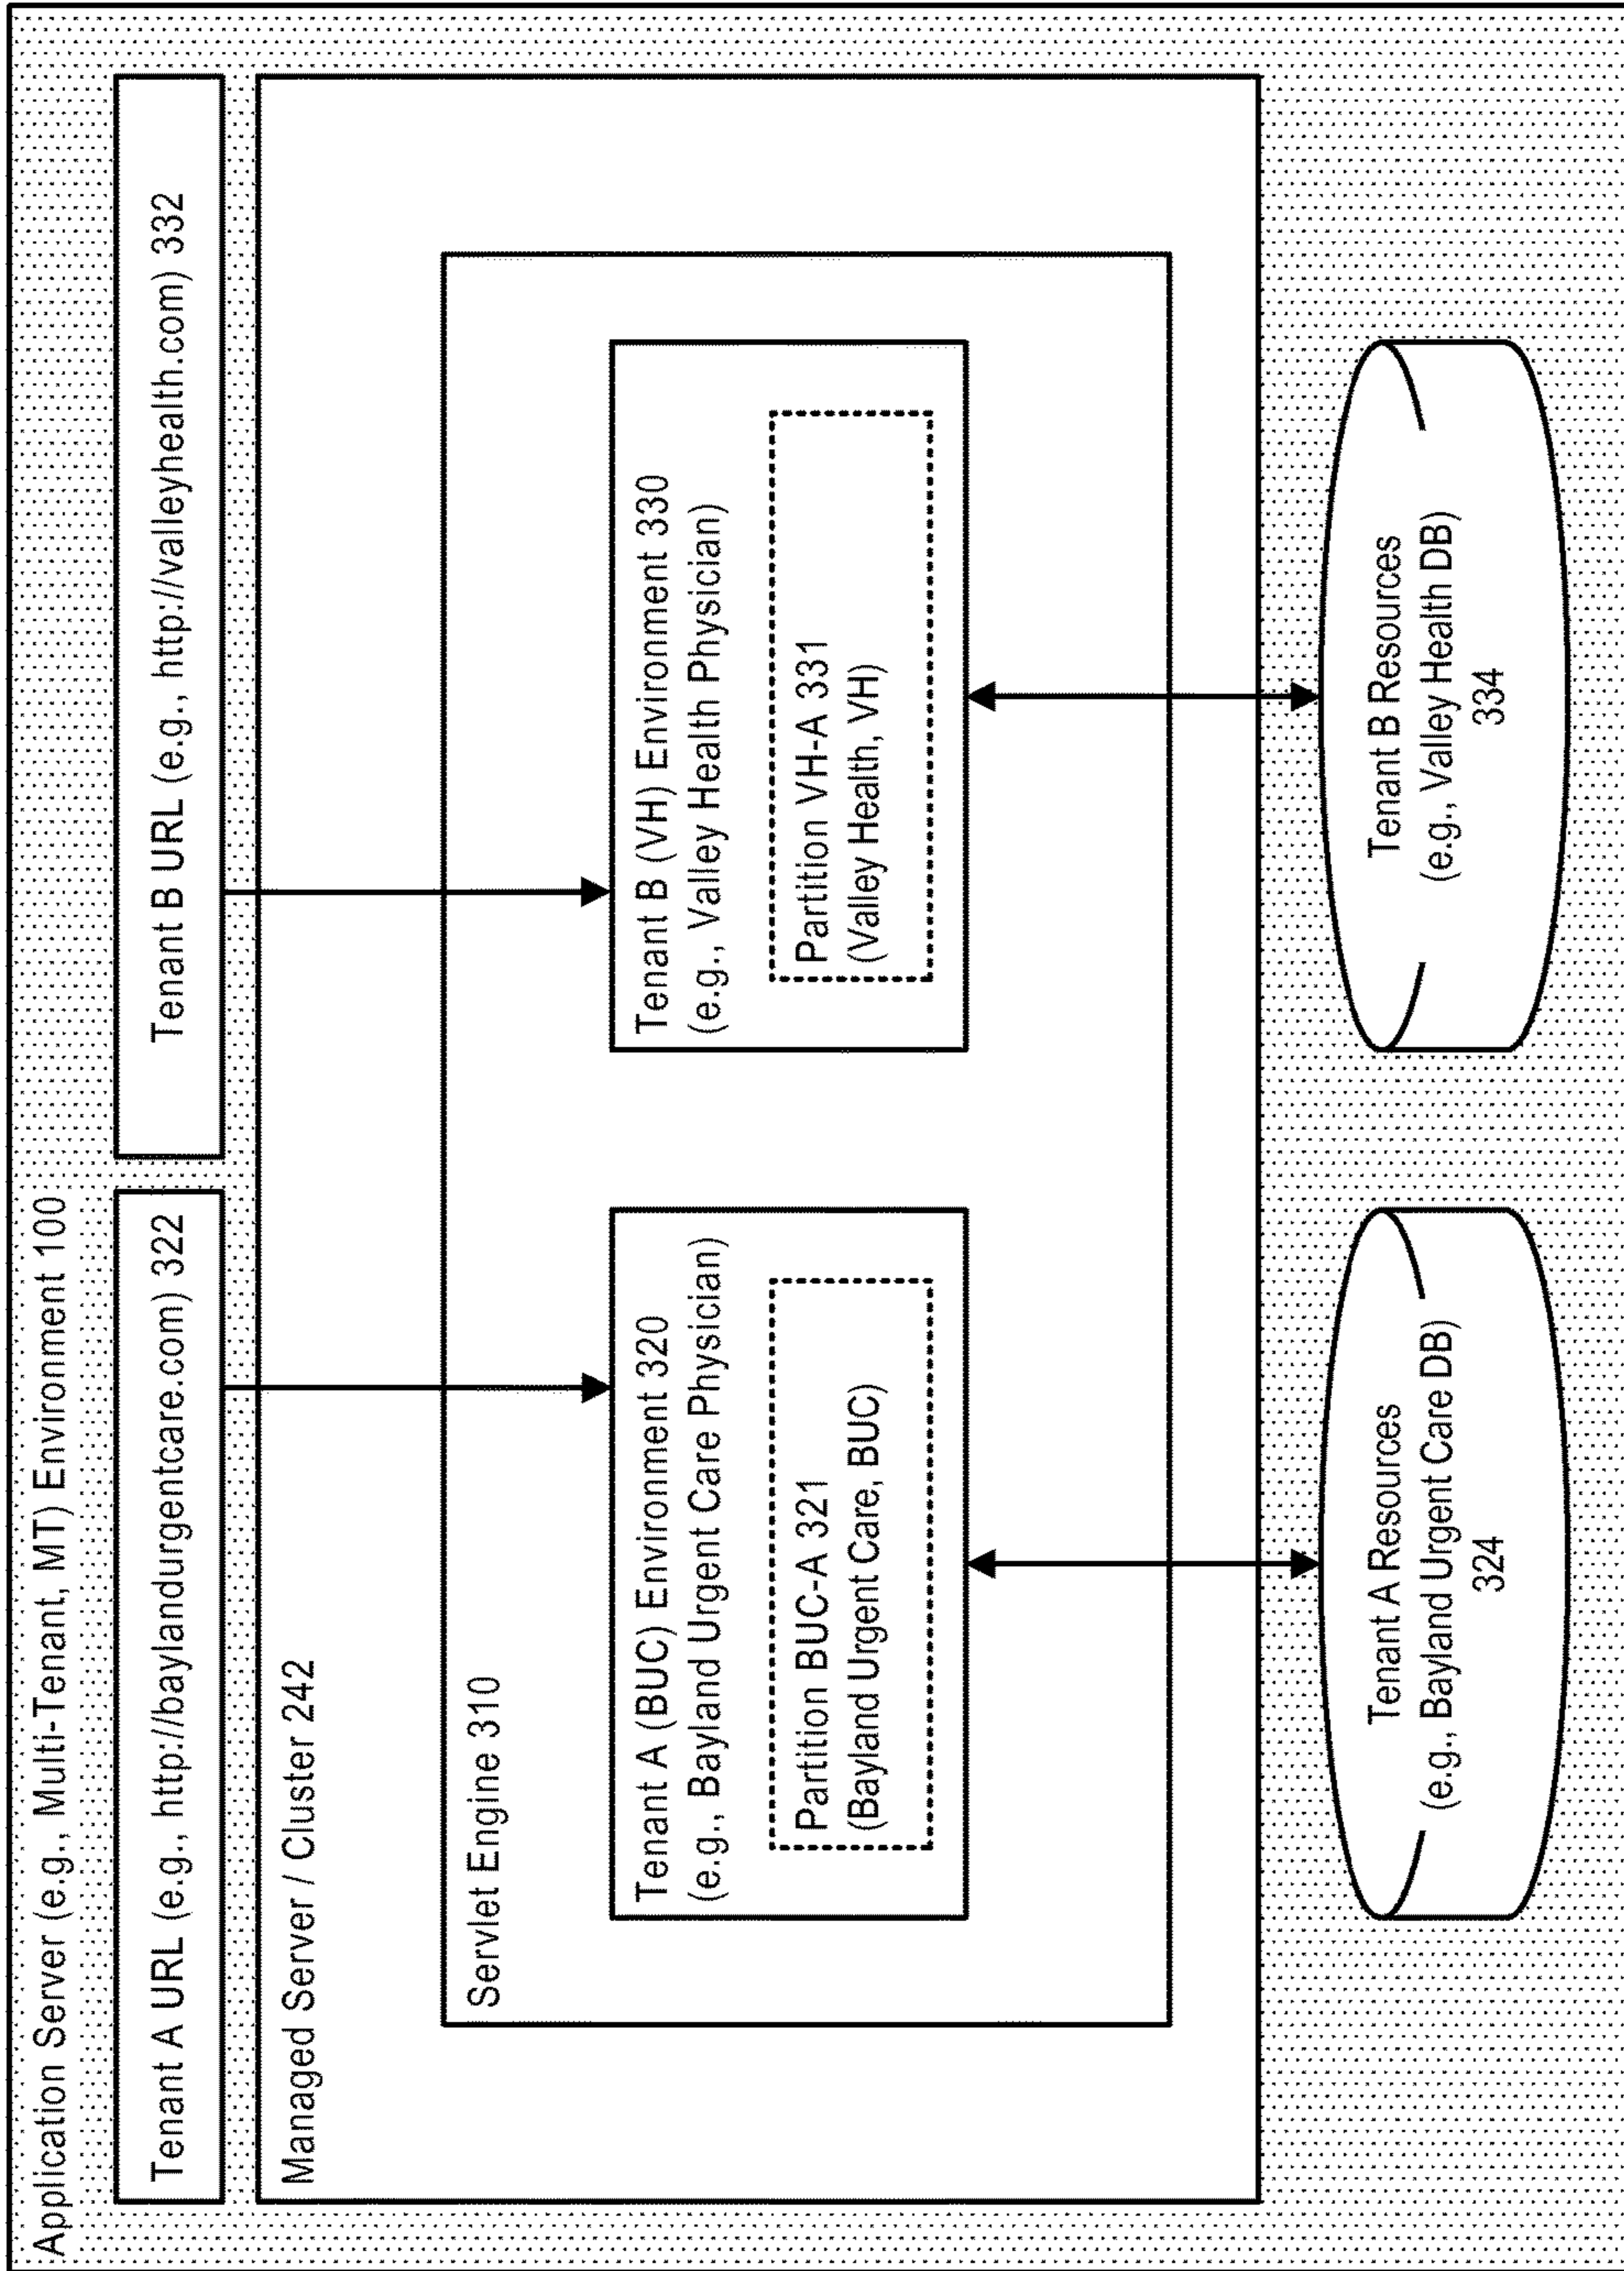 Application Server (e.g., Multi-Tenant, MT) Environment 100
Tenant A URL (e.g., http://baylandurgentcare.com) 322
Tenant B URL (e.g., http://valleyhealth.com) 332
Managed Server / Cluster 242
Servlet Engine 310
Tenant A (BUC) Environment 320
(e.g., Bayland Urgent Care Physician)
Partition BUC-A 321
(Bayland Urgent Care, BUC)
Tenant B (VH) Environment 330
(e.g., Valley Health Physician)
Partition VH-A 331
(Valley Health, VH)
Tenant A Resources
(e.g., Bayland Urgent Care DB)
324
Tenant B Resources
(e.g., Valley Health DB)
334